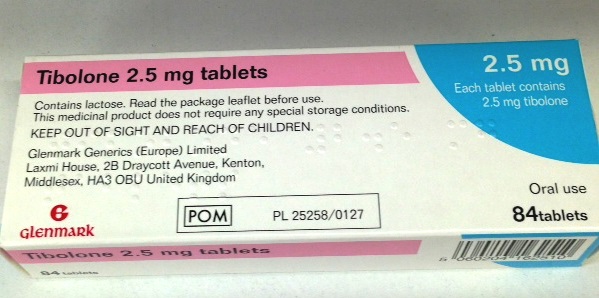 Tibolone 2.5 mg tablets
2.5 mg
Each tablet contains
2.5 mg tibolone
Contains lactose. Read the package leaflet before use.
This medicinal product does not require any special storage conditions.
KEEP OUT OF SIGHT AND REACH OF CHILDREN.
Glenmark Generics (Europe) Limited
Laxmi House, 2B Draycott Avenue, Kenton,
Middlesex, HA3 OBU United Kingdom
Oral use
84tablets
G
GLENMARK
POM PL 25258/0127
Tibolone 2.5 mg tablets
84 tablets